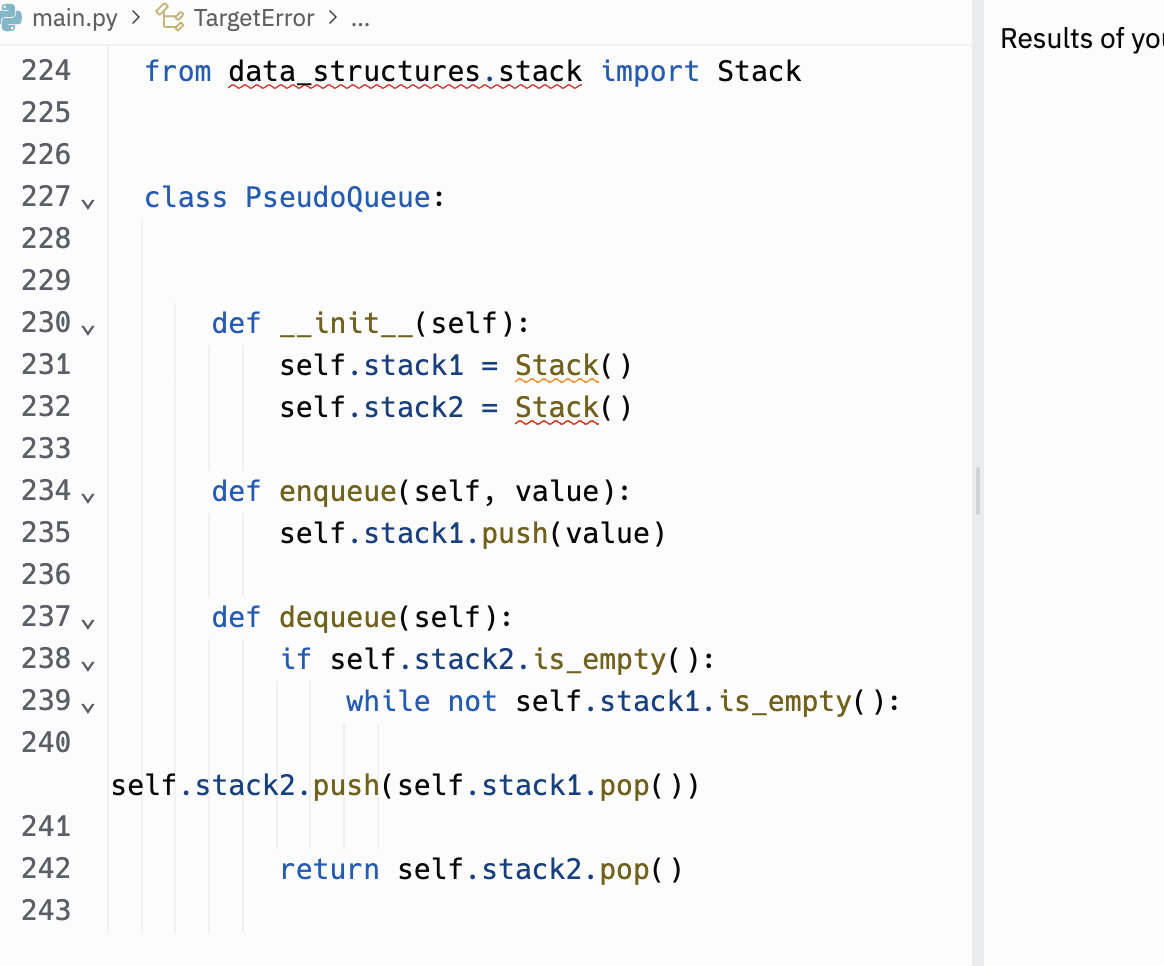 main.py > TargetError > ...
Results of you
224 from data_structures.stack import Stack
225
226
227 class PseudoQueue:
228
229
230 def __init__(self):
231 self.stack1 = Stack()
232 self.stack2 = Stack()
233
234 def enqueue(self, value):
235 self.stack1.push(value)
236
237 def dequeue(self):
238 if self.stack2.is_empty():
239 while not self.stack1.is_empty():
240
self.stack2.push(self.stack1.pop())
241
242 return self.stack2.pop()
243